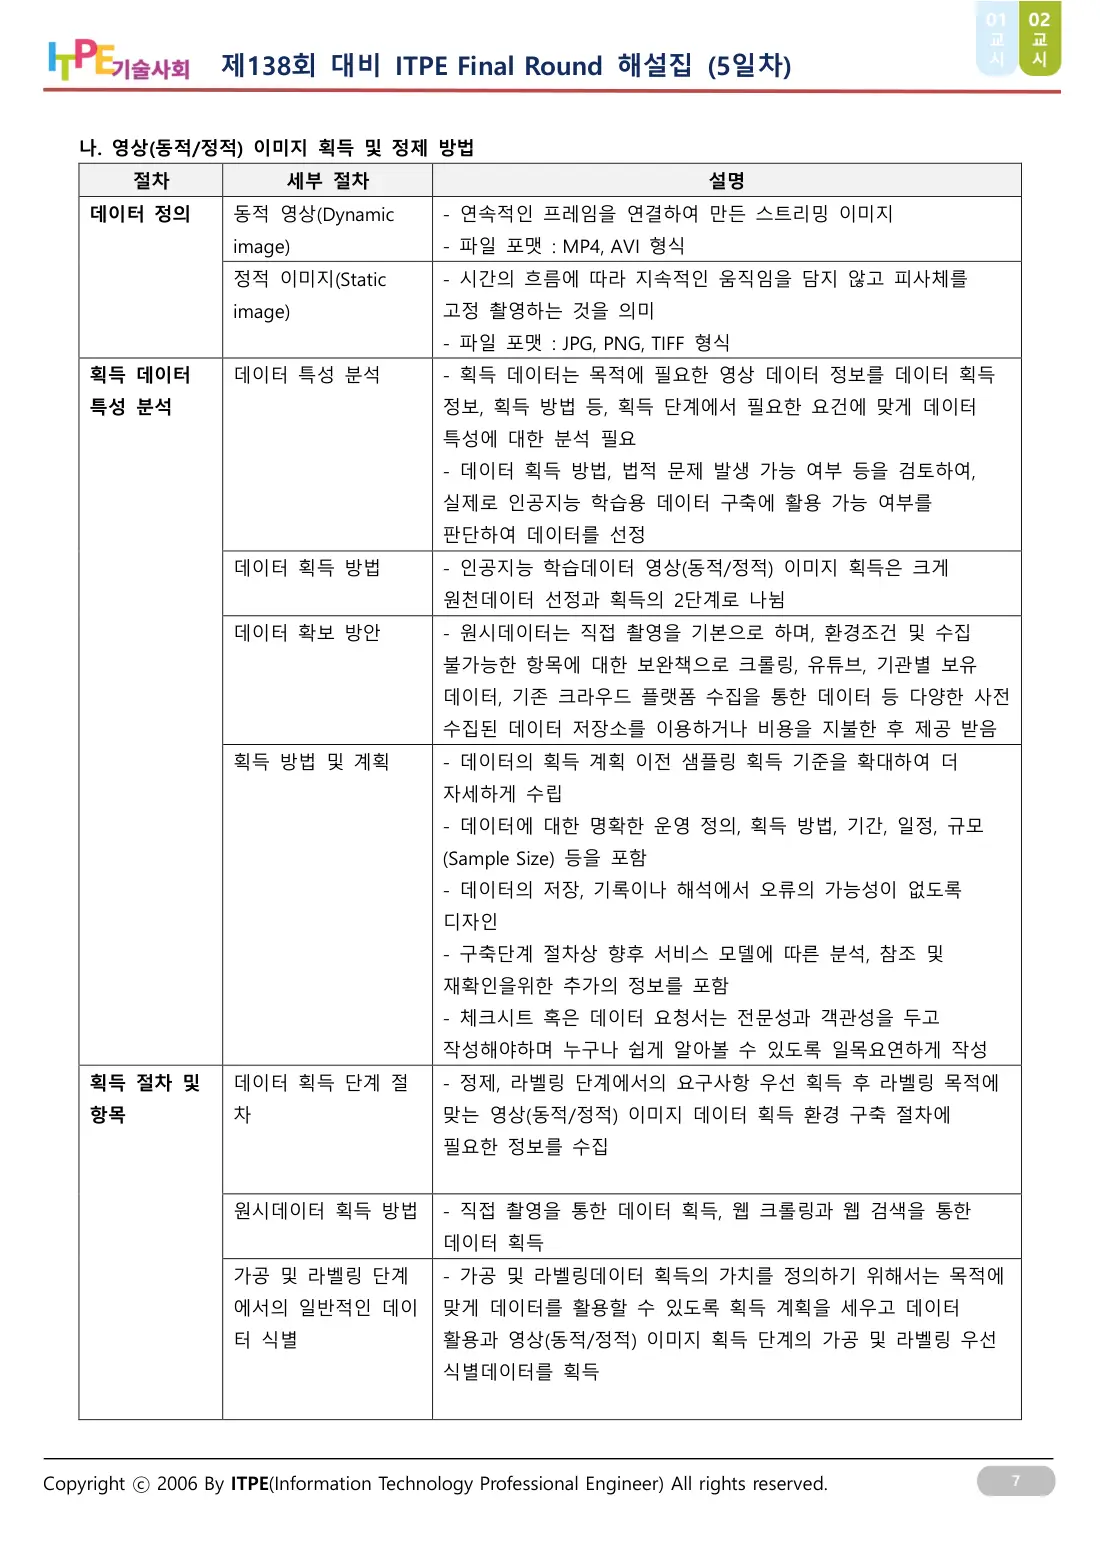 01
교
시
02
교
시
ITPE기술사회 제138회 대비 ITPE Final Round 해설집 (5일차)
나. 영상(동적/정적) 이미지 획득 및 정제 방법
절차 세부 절차 설명
데이터 정의
동적 영상(Dynamic
image)
- 연속적인 프레임을 연결하여 만든 스트리밍 이미지
- 파일 포맷 : MP4, AVI 형식
정적 이미지(Static
image)
- 시간의 흐름에 따라 지속적인 움직임을 담지 않고 피사체를
고정 촬영하는 것을 의미
- 파일 포맷 : JPG, PNG, TIFF 형식
획득 데이터
특성 분석
데이터 특성 분석
- 획득 데이터는 목적에 필요한 영상 데이터 정보를 데이터 획득
정보, 획득 방법 등, 획득 단계에서 필요한 요건에 맞게 데이터
특성에 대한 분석 필요
- 데이터 획득 방법, 법적 문제 발생 가능 여부 등을 검토하여,
실제로 인공지능 학습용 데이터 구축에 활용 가능 여부를
판단하여 데이터를 선정
데이터 획득 방법
- 인공지능 학습데이터 영상(동적/정적) 이미지 획득은 크게
원천데이터 선정과 획득의 2단계로 나뉨
데이터 확보 방안
- 원시데이터는 직접 촬영을 기본으로 하며, 환경조건 및 수집
불가능한 항목에 대한 보완책으로 크롤링, 유튜브, 기관별 보유
데이터, 기존 크라우드 플랫폼 수집을 통한 데이터 등 다양한 사전
수집된 데이터 저장소를 이용하거나 비용을 지불한 후 제공 받음
획득 방법 및 계획
- 데이터의 획득 계획 이전 샘플링 획득 기준을 확대하여 더
자세하게 수립
- 데이터에 대한 명확한 운영 정의, 획득 방법, 기간, 일정, 규모
(Sample Size) 등을 포함
- 데이터의 저장, 기록이나 해석에서 오류의 가능성이 없도록
디자인
- 구축단계 절차상 향후 서비스 모델에 따른 분석, 참조 및
재확인을위한 추가의 정보를 포함
- 체크시트 혹은 데이터 요청서는 전문성과 객관성을 두고
작성해야하며 누구나 쉽게 알아볼 수 있도록 일목요연하게 작성
획득 절차 및
항목
데이터 획득 단계 절
차
- 정제, 라벨링 단계에서의 요구사항 우선 획득 후 라벨링 목적에
맞는 영상(동적/정적) 이미지 데이터 획득 환경 구축 절차에
필요한 정보를 수집
원시데이터 획득 방법
- 직접 촬영을 통한 데이터 획득, 웹 크롤링과 웹 검색을 통한
데이터 획득
가공 및 라벨링 단계
에서의 일반적인 데이
터 식별
- 가공 및 라벨링데이터 획득의 가치를 정의하기 위해서는 목적에
맞게 데이터를 활용할 수 있도록 획득 계획을 세우고 데이터
활용과 영상(동적/정적) 이미지 획득 단계의 가공 및 라벨링 우선
식별데이터를 획득
Copyright ⓒ 2006 By ITPE(Information Technology Professional Engineer) All rights reserved.
7